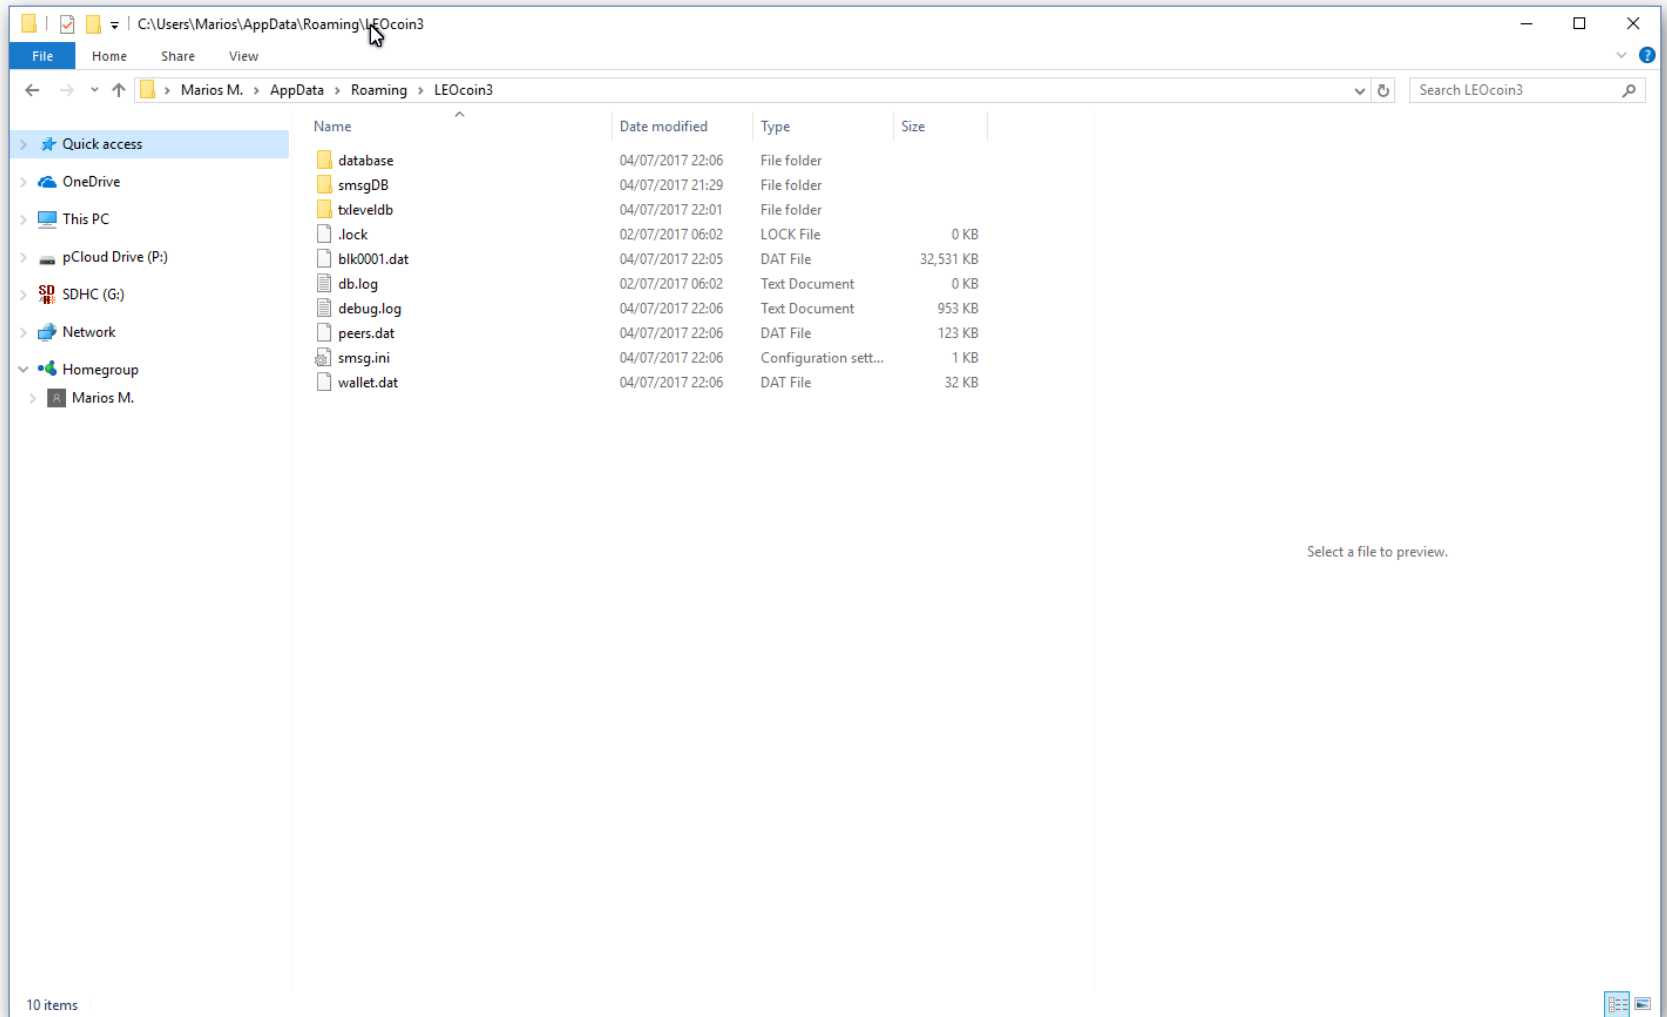 C:\Users\Marios\AppData\Roaming\LEOcoin3
File Home Share View
Marios M. > AppData > Roaming > LEOcoin3
Search LEOcoin3
Quick access
OneDrive
This PC
pCloud Drive (P:)
SDHC (G:)
Network
Homegroup
Marios M.
Name Date modified Type Size
database 04/07/2017 22:06 File folder
smsgDB 04/07/2017 21:29 File folder
txleveldb 04/07/2017 22:01 File folder
.lock 02/07/2017 06:02 LOCK File 0 KB
blk0001.dat 04/07/2017 22:05 DAT File 32,531 KB
db.log 02/07/2017 06:02 Text Document 0 KB
debug.log 04/07/2017 22:06 Text Document 953 KB
peers.dat 04/07/2017 22:06 DAT File 123 KB
smsg.ini 04/07/2017 22:06 Configuration sett... 1 KB
wallet.dat 04/07/2017 22:06 DAT File 32 KB
Select a file to preview.
10 items